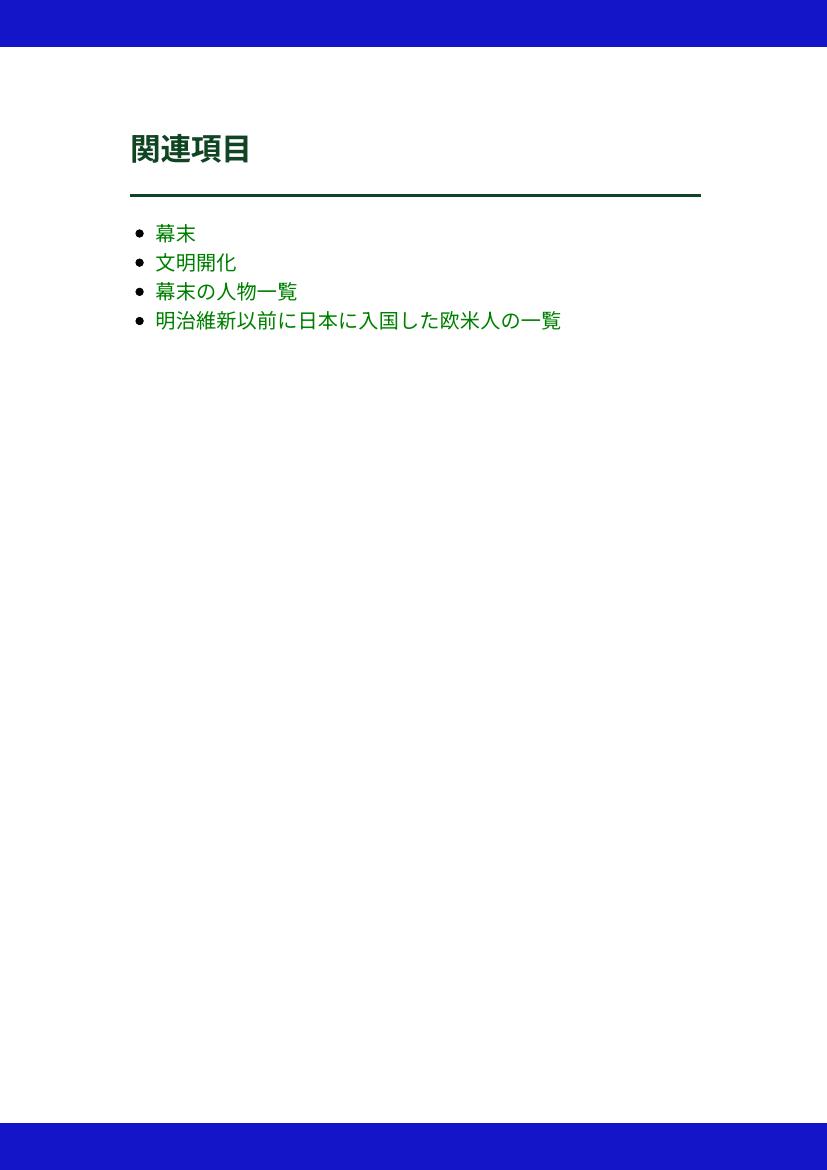 関連項目
幕末
文明開化
幕末の人物一覧
明治維新以前に日本に入国した欧米人の一覧